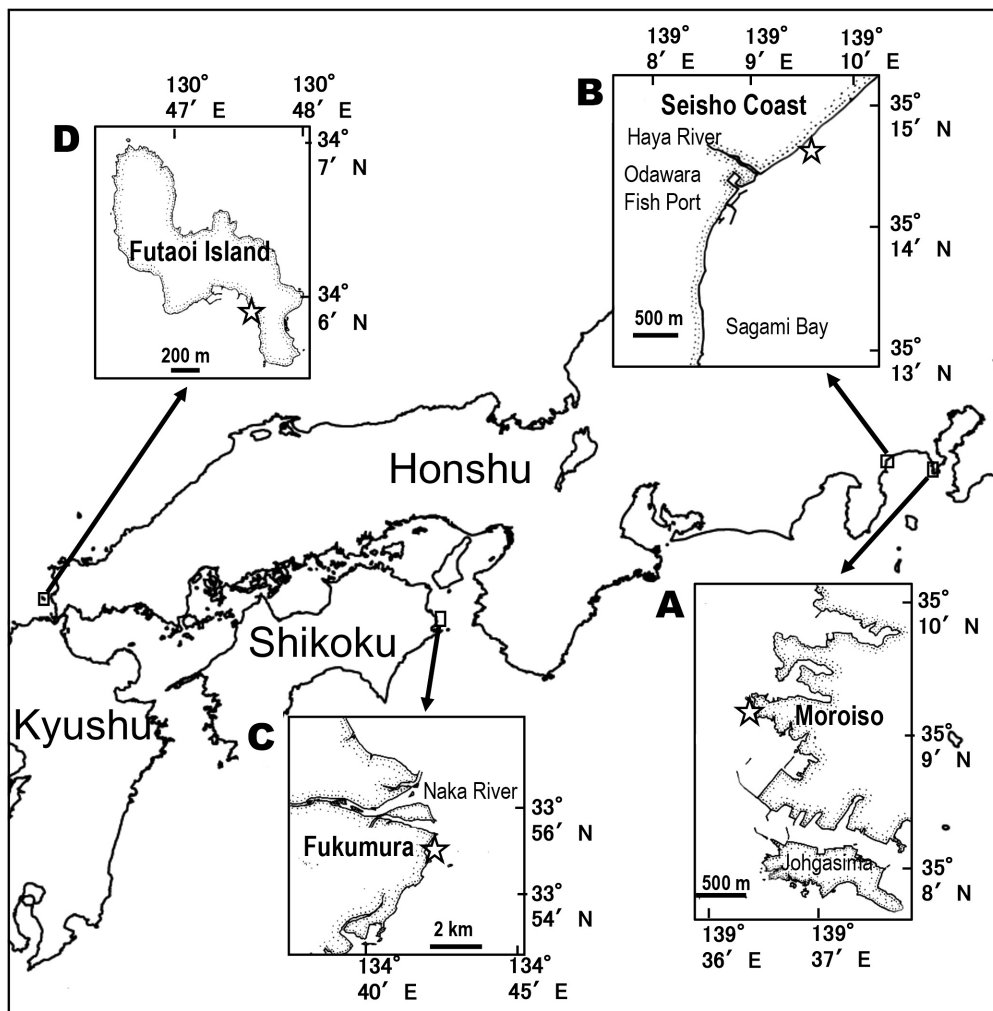 130°
47′ E
130°
48′ E
D
34°
7′ N
Futaoi Island
34°
6′ N
200 m
139°
8′ E
139°
9′ E
139°
10′ E
B
Seisho Coast
35°
15′ N
Haya River
Odawara
Fish Port
35°
14′ N
500 m
Sagami Bay
35°
13′ N
Honshu
Shikoku
Kyushu
A
35°
10′ N
Moroiso
35°
9′ N
Johgasima
500 m
35°
8′ N
139°
36′ E
139°
37′ E
C
Naka River
33°
56′ N
Fukumura
33°
54′ N
2 km
134°
40′ E
134°
45′ E